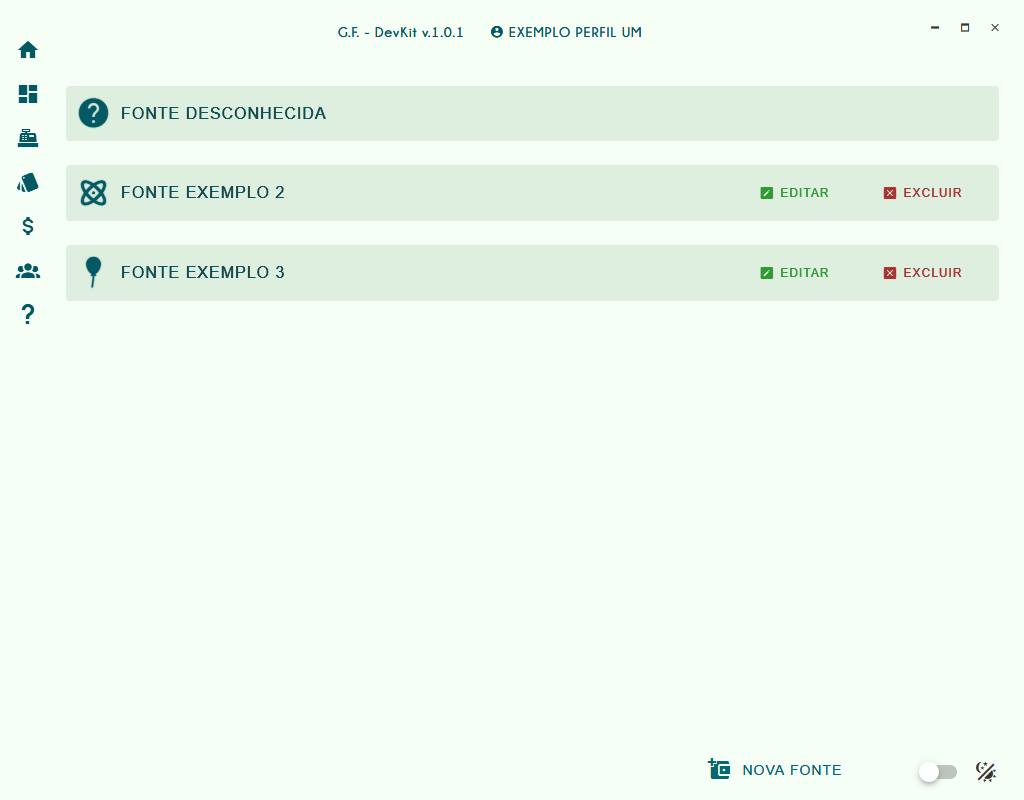 G.F. - DevKit v.1.0.1 EXEMPLO PERFIL UM
FONTE DESCONHECIDA
FONTE EXEMPLO 2 EDITAR EXCLUIR
FONTE EXEMPLO 3 EDITAR EXCLUIR
NOVA FONTE